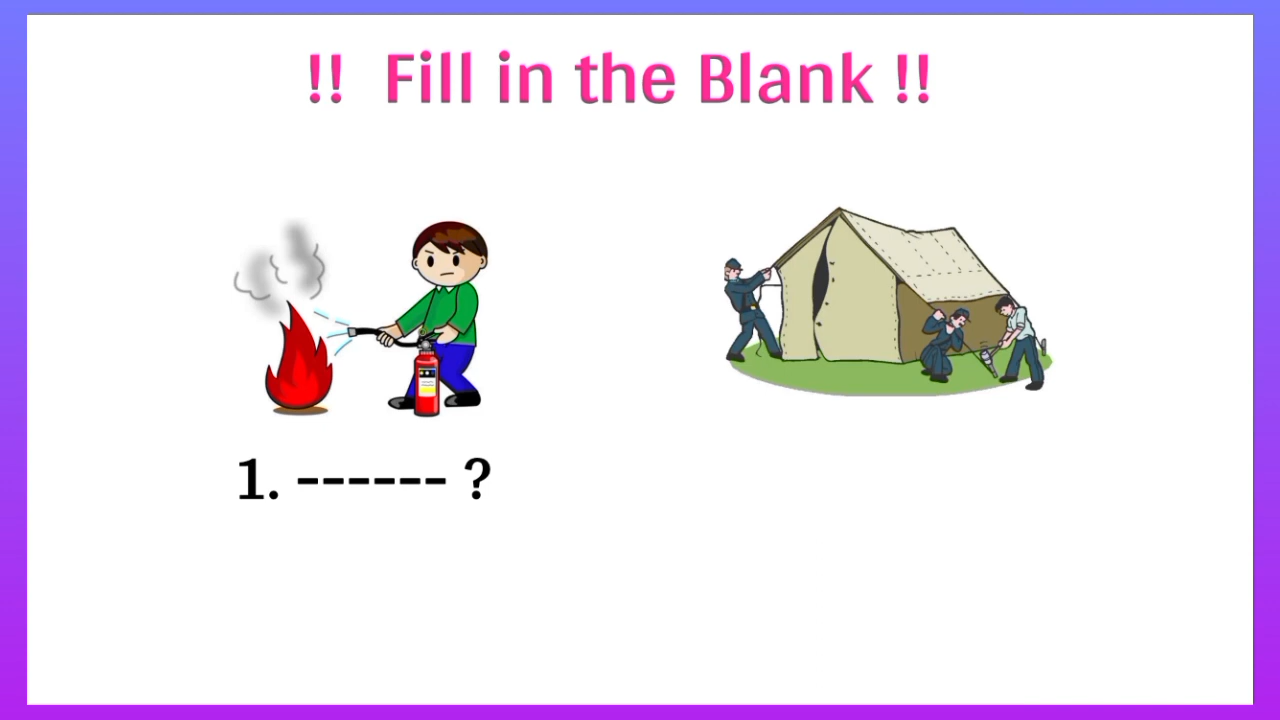 !! Fill in the Blank !!
1. ------ ?